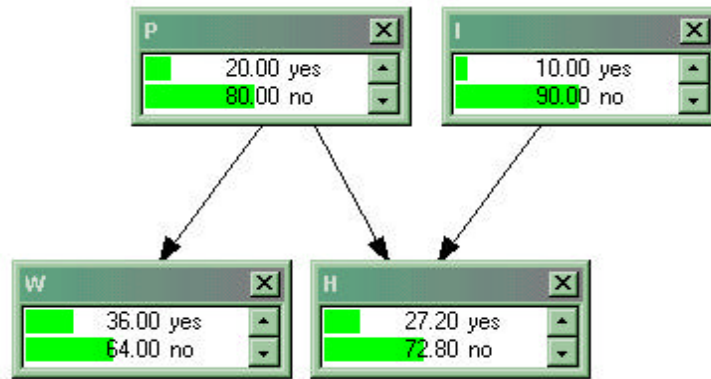 P
20.00 yes
80.00 no
I
10.00 yes
90.00 no
W
36.00 yes
64.00 no
H
27.20 yes
72.80 no